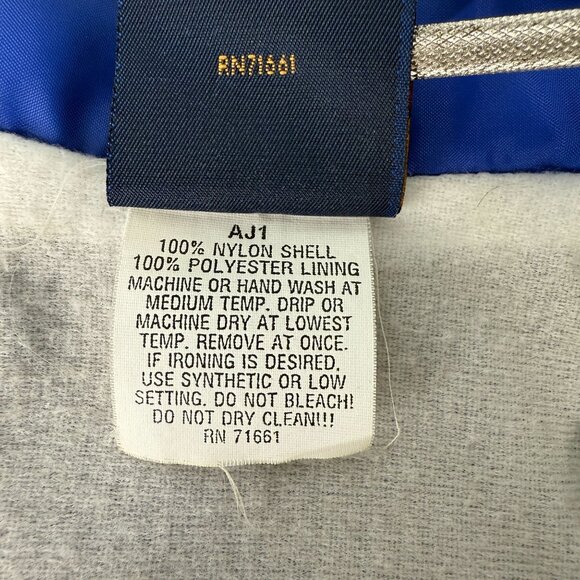 RN71661
AJ1
100% NYLON SHELL
100% POLYESTER LINING
MACHINE OR HAND WASH AT
MEDIUM TEMP. DRIP OR
MACHINE DRY AT LOWEST
TEMP. REMOVE AT ONCE.
IF IRONING IS DESIRED,
USE SYNTHETIC OR LOW
SETTING. DO NOT BLEACH!
DO NOT DRY CLEAN!!!
RN 71661